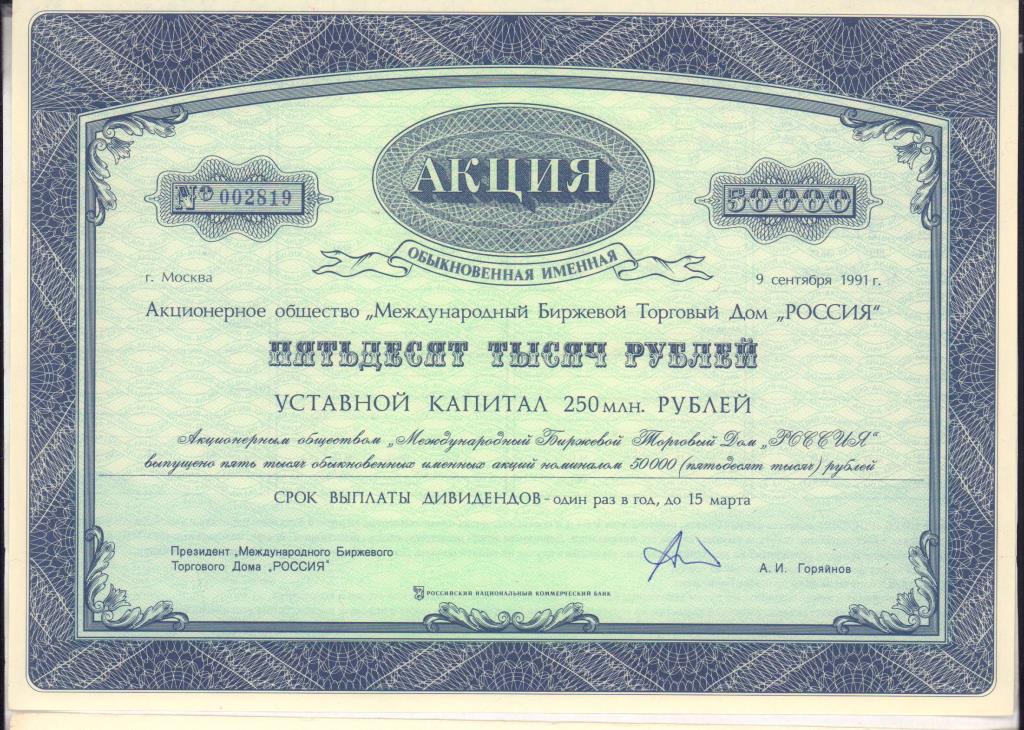 АКЦИЯ
№ 002819
50000
ОБЫКНОВЕННАЯ ИМЕННАЯ
г. Москва
9 сентября 1991 г.
Акционерное общество „Международный Биржевой Торговый Дом „РОССИЯ"
ПЯТЬДЕСЯТ ТЫСЯЧ РУБЛЕЙ
УСТАВНОЙ КАПИТАЛ 250 МЛН. РУБЛЕЙ
Акционерным обществом „Международный Биржевой Торговый Дом „РОССИЯ"
выпущено пять тысяч обыкновенных именных акций номиналом 50000 (пятьдесят тысяч) рублей
СРОК ВЫПЛАТЫ ДИВИДЕНДОВ - один раз в год, до 15 марта
Президент „Международного Биржевого
Торгового Дома „РОССИЯ"
А. И. Горяйнов
РОССИЙСКИЙ НАЦИОНАЛЬНЫЙ КОММЕРЧЕСКИЙ БАНК